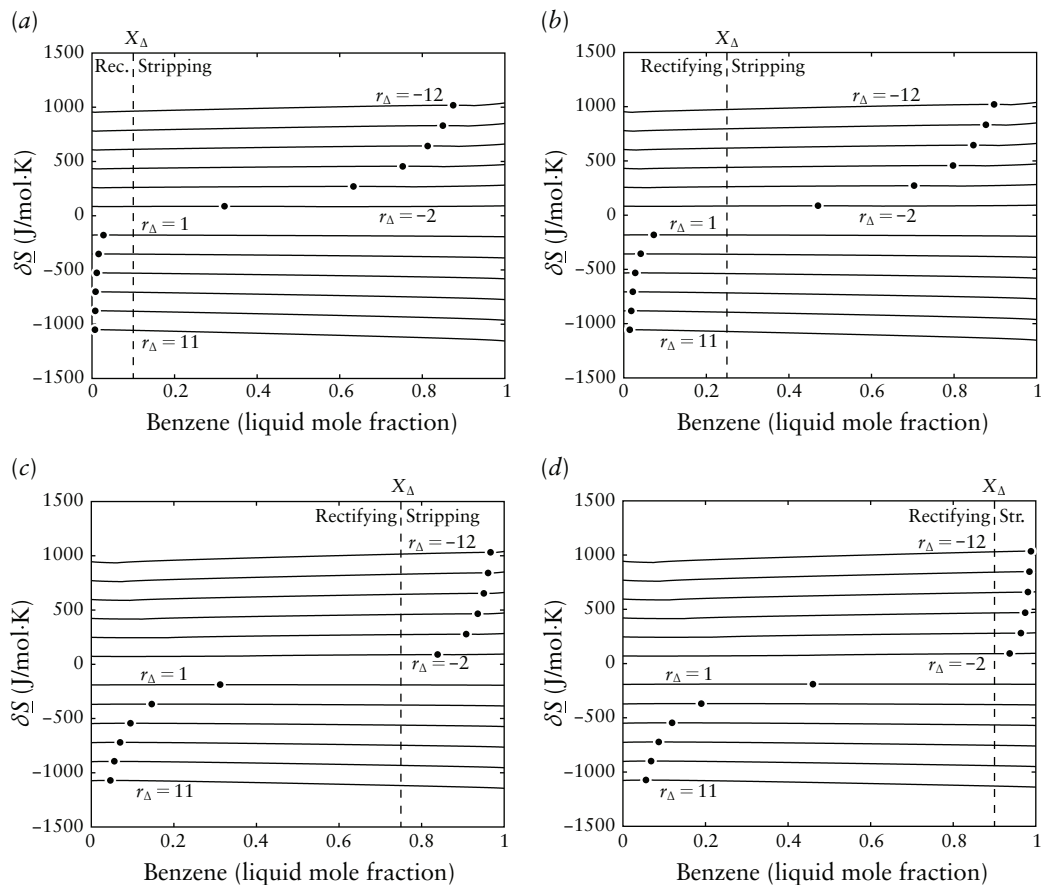 (a)
X_Δ
Rec. Stripping
1500
1000
500
0
−500
−1000
−1500
δS (J/mol·K)
r_Δ = −12
r_Δ = 1
r_Δ = −2
r_Δ = 11
0 0.2 0.4 0.6 0.8 1
Benzene (liquid mole fraction)
(b)
X_Δ
Rectifying Stripping
1500
1000
500
0
−500
−1000
−1500
δS (J/mol·K)
r_Δ = −12
r_Δ = 1
r_Δ = −2
r_Δ = 11
0 0.2 0.4 0.6 0.8 1
Benzene (liquid mole fraction)
(c)
X_Δ
Rectifying Stripping
1500
1000
500
0
−500
−1000
−1500
δS (J/mol·K)
r_Δ = −12
r_Δ = 1
r_Δ = −2
r_Δ = 11
0 0.2 0.4 0.6 0.8 1
Benzene (liquid mole fraction)
(d)
X_Δ
Rectifying Str.
1500
1000
500
0
−500
−1000
−1500
δS (J/mol·K)
r_Δ = −12
r_Δ = 1
r_Δ = −2
r_Δ = 11
0 0.2 0.4 0.6 0.8 1
Benzene (liquid mole fraction)